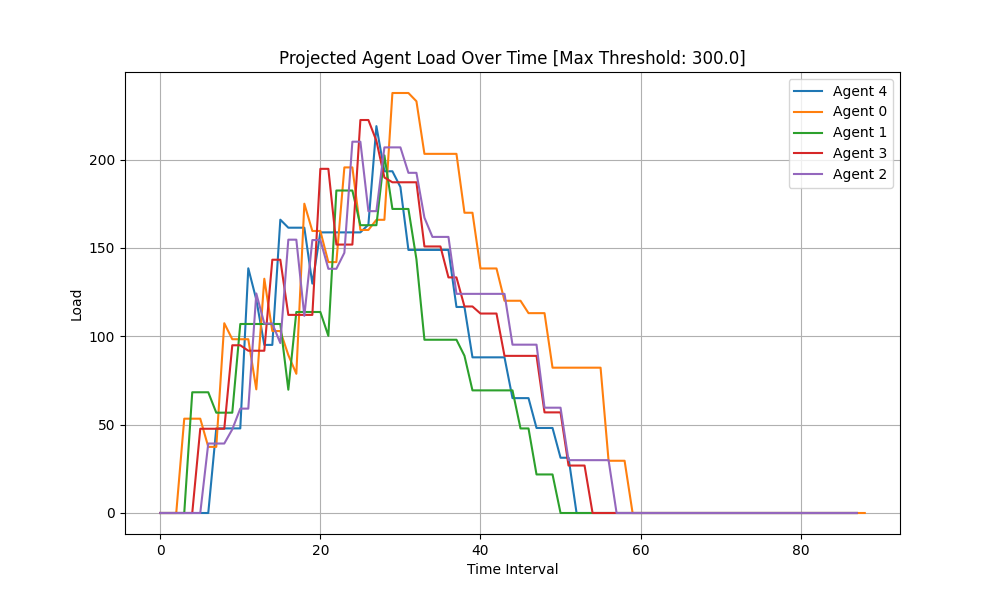 Projected Agent Load Over Time [Max Threshold: 300.0]
Load
200
150
100
50
0
0 20 40 60 80
Time Interval
Agent 4
Agent 0
Agent 1
Agent 3
Agent 2